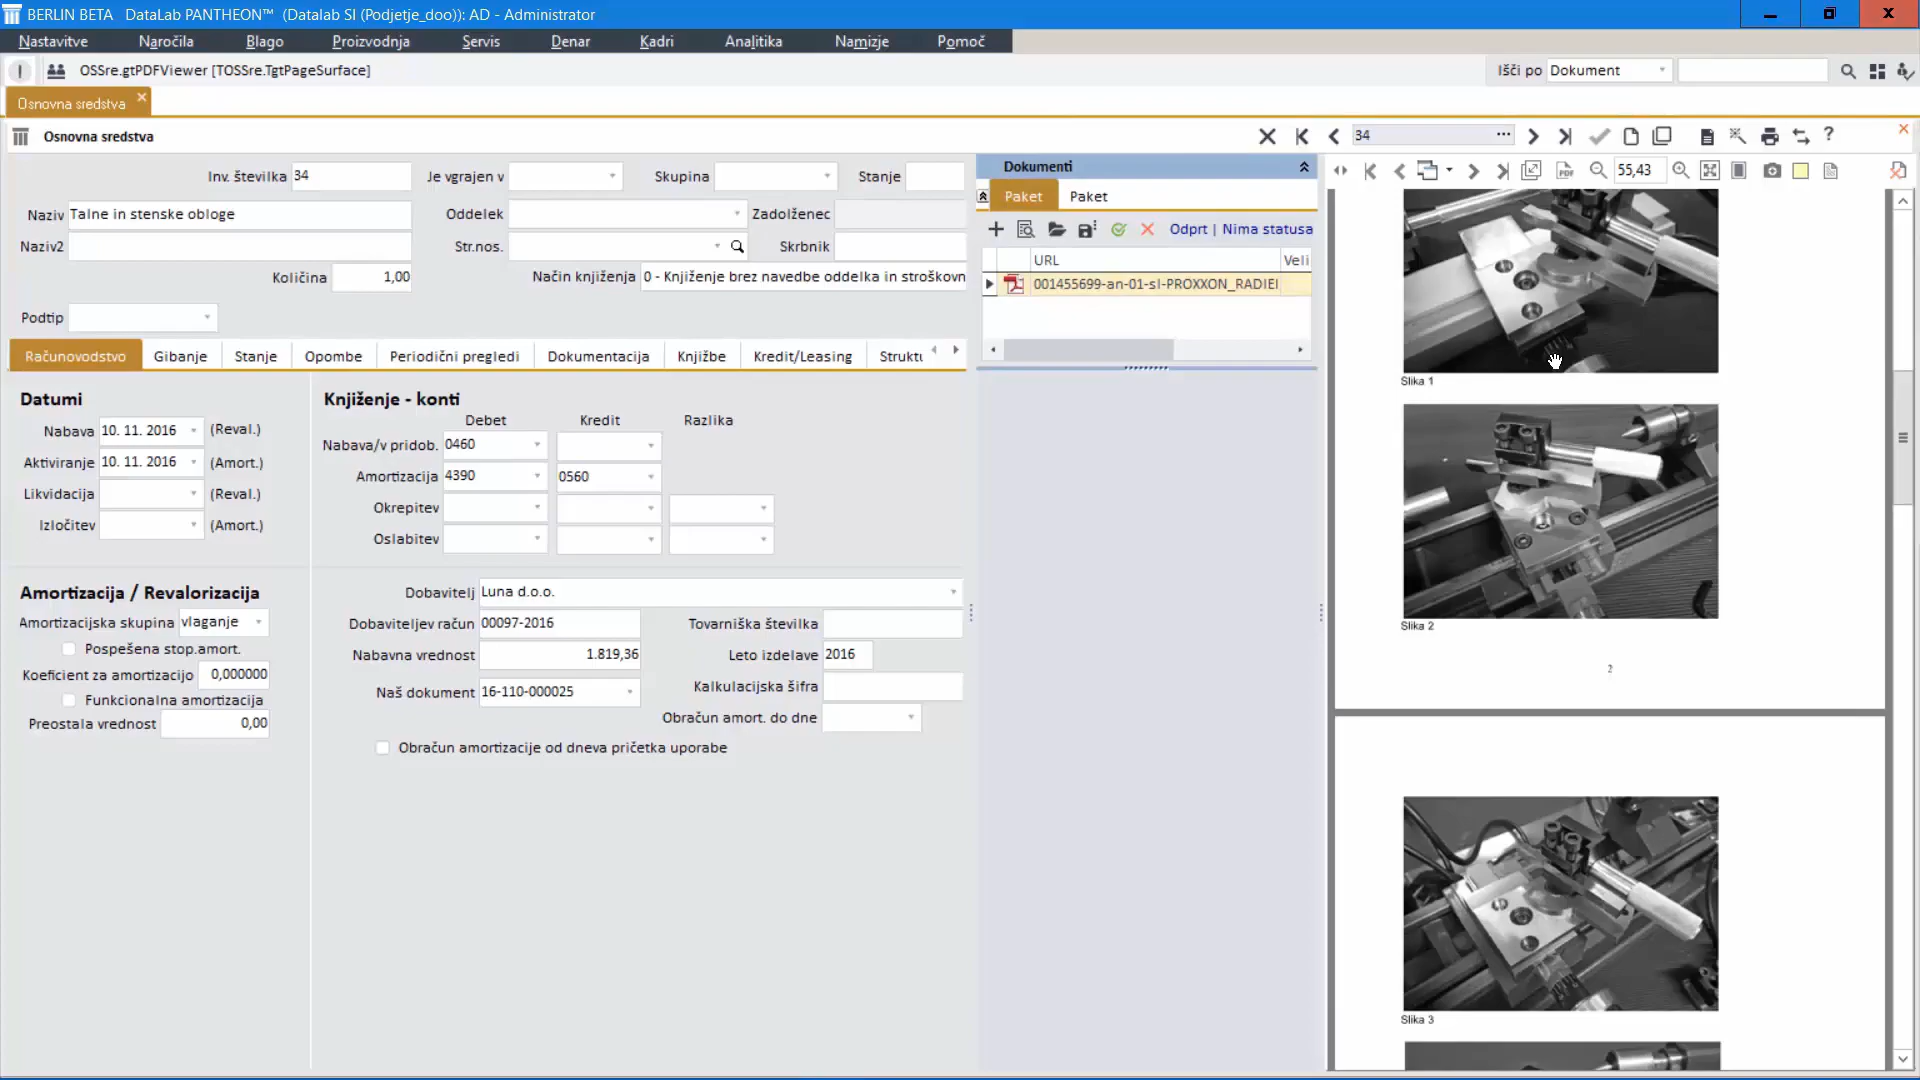 BERLIN BETA DataLab PANTHEON™ (Datalab SI (Podjetje_doo)): AD - Administrator
Nastavitve Naročila Blago Proizvodnja Servis Denar Kadri Analitika Namizje Pomoč
OSSre.gtPDFViewer [TOSSre.TgtPageSurface] Išči po Dokument
Osnovna sredstva
Osnovna sredstva 34
Inv. številka 34 Je vgrajen v Skupina Stanje
Naziv Talne in stenske obloge Oddelek Zadolženec
Naziv2 Str.nos. Skrbnik
Količina 1,00 Način knjiženja 0 - Knjiženje brez navedbe oddelka in stroškovn
Podtip
Računovodstvo Gibanje Stanje Opombe Periodični pregledi Dokumentacija Knjižbe Kredit/Leasing Struktu
Datumi
Nabava 10. 11. 2016 (Reval.)
Aktiviranje 10. 11. 2016 (Amort.)
Likvidacija (Reval.)
Izločitev (Amort.)
Knjiženje - konti
Debet Kredit Razlika
Nabava/v pridob. 0460
Amortizacija 4390 0560
Okrepitev
Oslabitev
Amortizacija / Revalorizacija
Amortizacijska skupina vlaganje
Pospešena stop.amort.
Koeficient za amortizacijo 0,000000
Funkcionalna amortizacija
Preostala vrednost 0,00
Dobavitelj Luna d.o.o.
Dobaviteljev račun 00097-2016 Tovarniška številka
Nabavna vrednost 1.819,36 Leto izdelave 2016
Naš dokument 16-110-000025 Kalkulacijska šifra
Obračun amort. do dne
Obračun amortizacije od dneva pričetka uporabe
Dokumenti
Paket Paket
Odprt | Nima statusa
URL Veli
001455699-an-01-sl-PROXXON_RADIEI
PDF 55,43
Slika 1
Slika 2
2
Slika 3